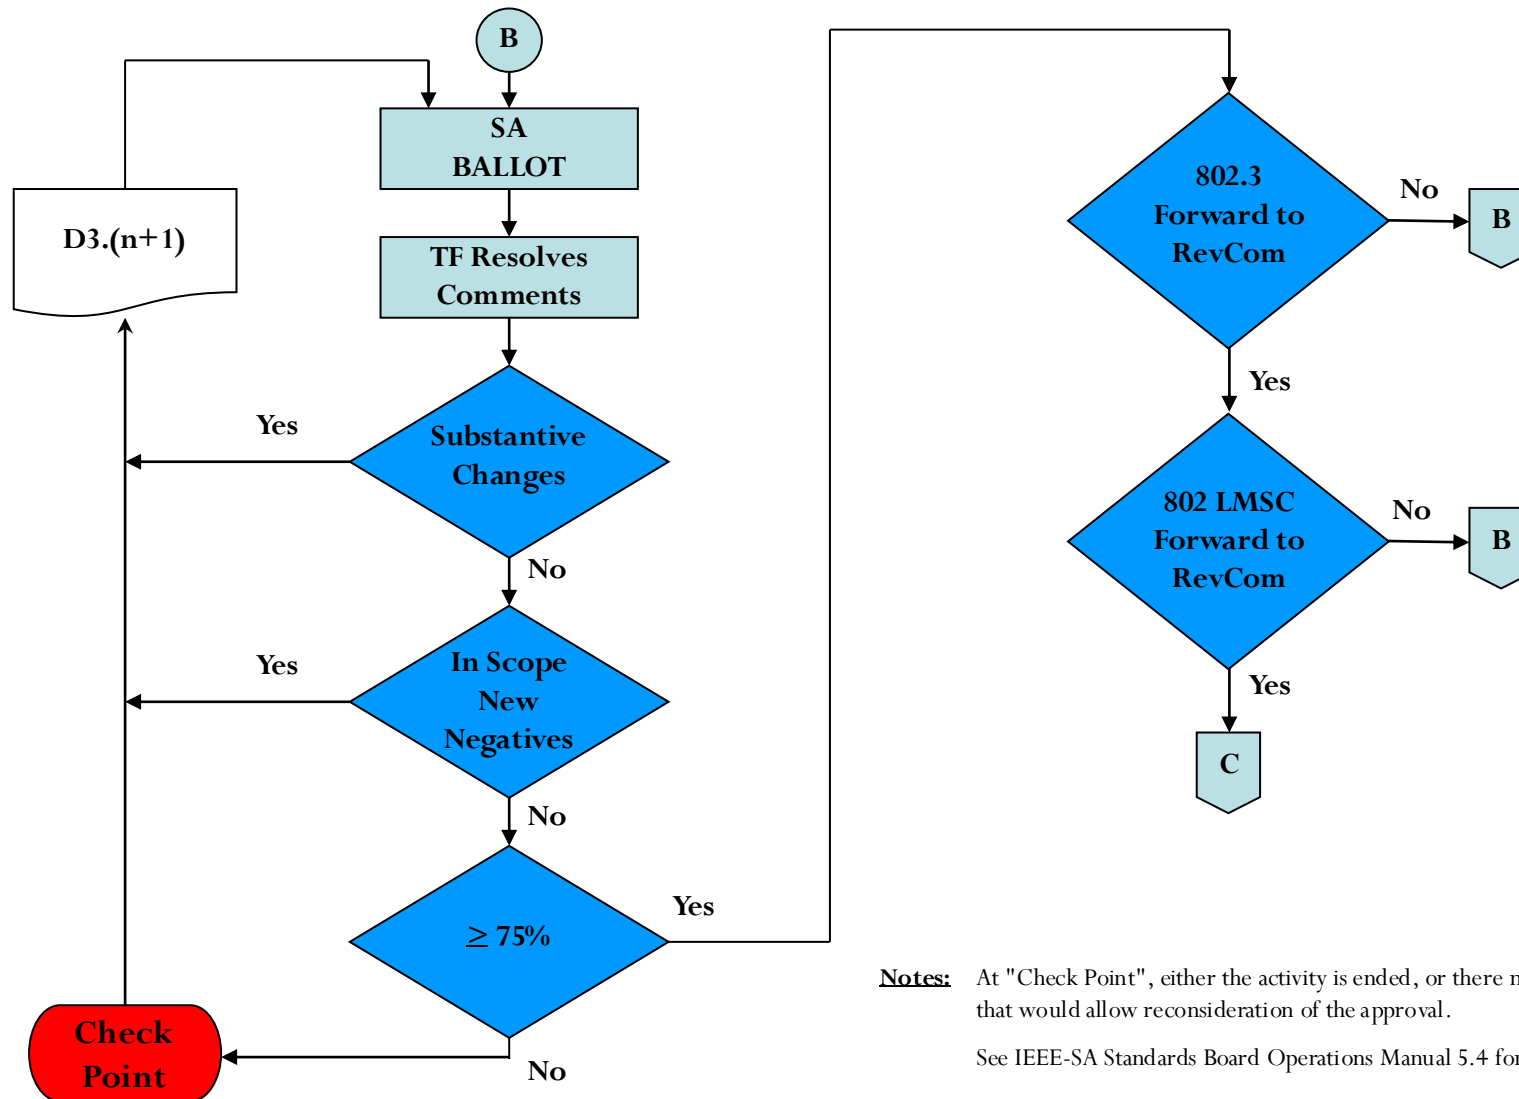 B
SA
BALLOT
D3.(n+1)
TF Resolves
Comments
Yes
Substantive
Changes
No
Yes
In Scope
New
Negatives
No
≥ 75%
Yes
No
Check
Point
802.3
Forward to
RevCom
No
B
Yes
802 LMSC
Forward to
RevCom
No
B
Yes
C
Notes: At "Check Point", either the activity is ended, or there
that would allow reconsideration of the approval.
See IEEE-SA Standards Board Operations Manual 5.4 for